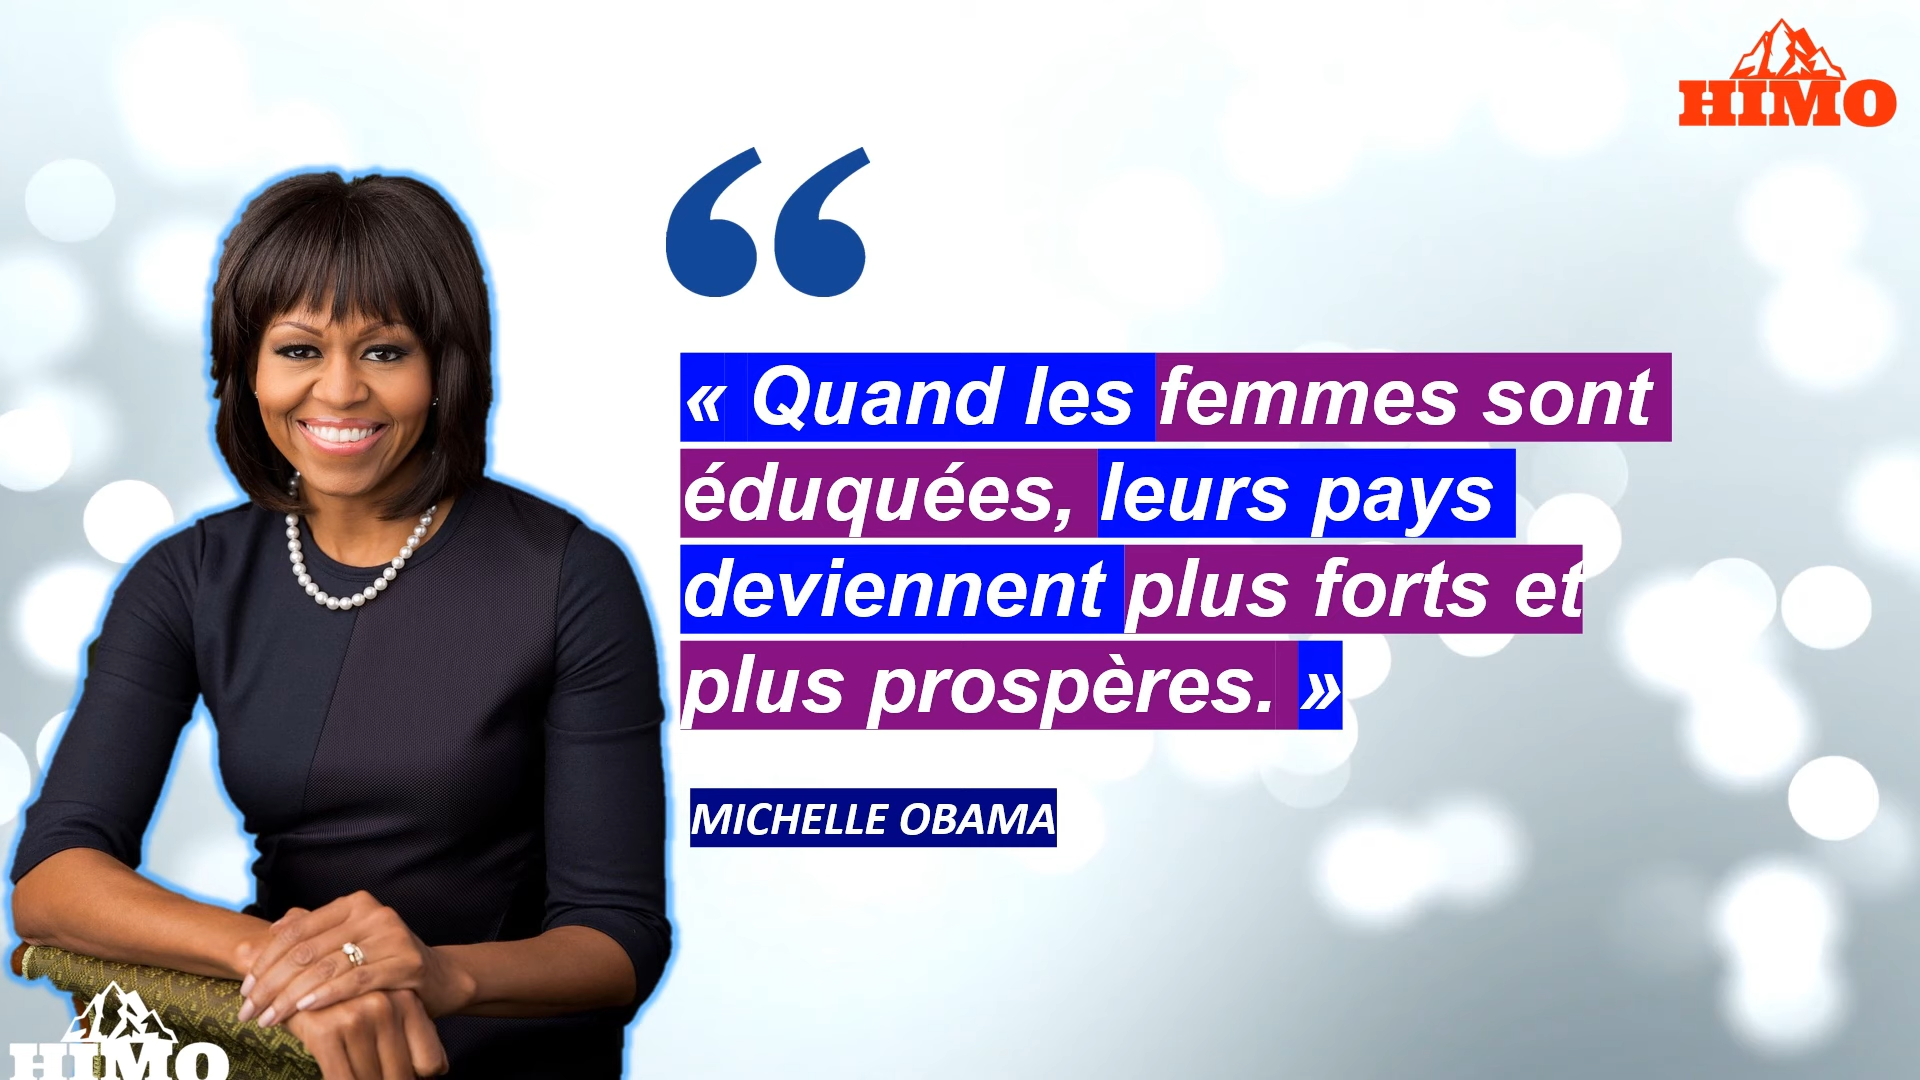 HIMO
« Quand les femmes sont
éduquées, leurs pays
deviennent plus forts et
plus prospères. »
MICHELLE OBAMA
HIMO